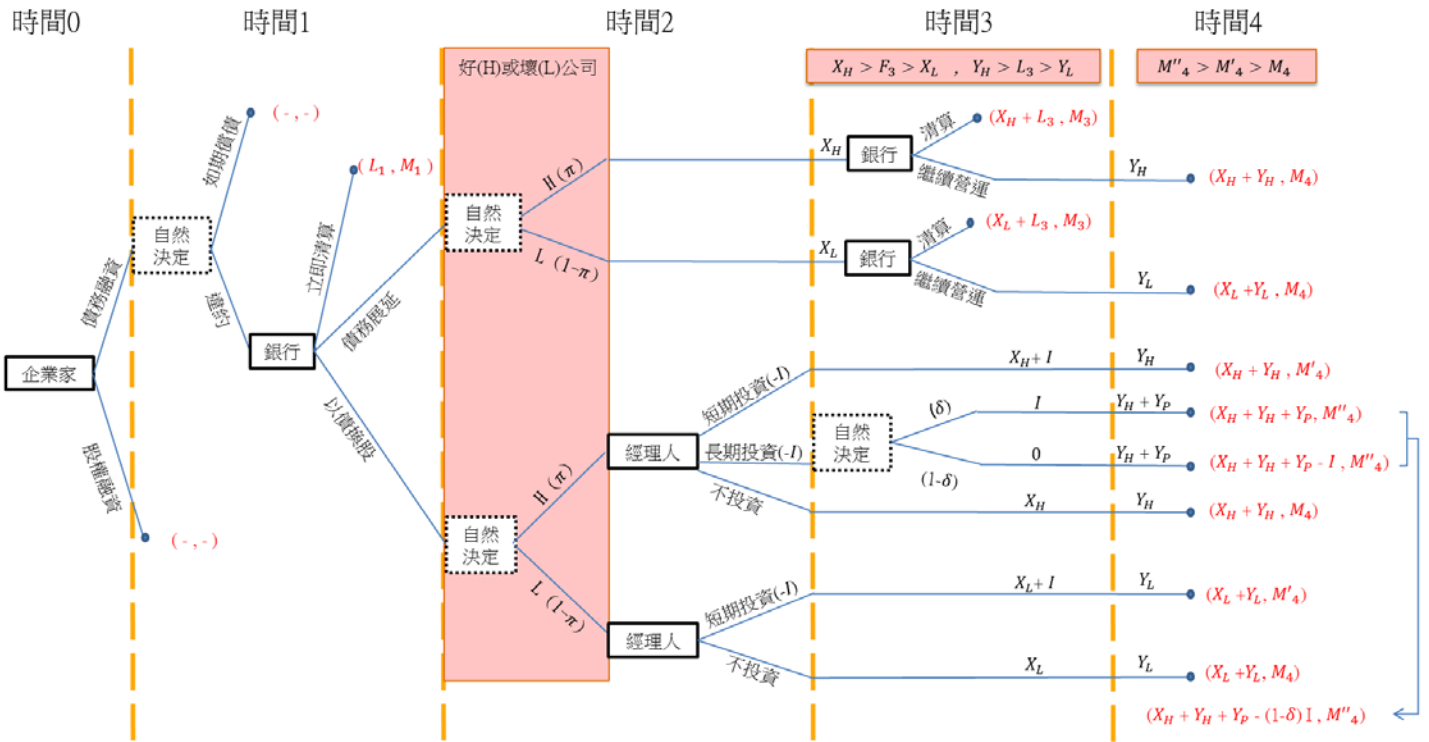 時間0
時間1
時間2
時間3
時間4
好(H)或壞(L)公司
X_H > F_3 > X_L , Y_H > L_3 > Y_L
M''_4 > M'_4 > M_4
如期償債
( - , - )
立即清算
( L_1 , M_1 )
自然
決定
債務融資
違約
銀行
債務展延
企業家
以債換股
股權融資
( - , - )
自然
決定
H (π)
L (1-π)
X_H
銀行
清算
(X_H + L_3 , M_3)
繼續營運
Y_H
(X_H + Y_H , M_4)
X_L
銀行
清算
(X_L + L_3 , M_3)
繼續營運
Y_L
(X_L +Y_L , M_4)
自然
決定
H (π)
L (1-π)
經理人
短期投資(-I)
X_H+ I
Y_H
(X_H + Y_H , M'_4)
長期投資(-I)
自然
決定
(δ)
I
Y_H + Y_P
(X_H + Y_H + Y_P, M''_4)
(1-δ)
0
Y_H + Y_P
(X_H + Y_H + Y_P - I , M''_4)
不投資
X_H
Y_H
(X_H + Y_H , M_4)
經理人
短期投資(-I)
X_L+ I
Y_L
(X_L +Y_L, M'_4)
不投資
X_L
Y_L
(X_L +Y_L, M_4)
(X_H + Y_H + Y_P - (1-δ) I , M''_4)